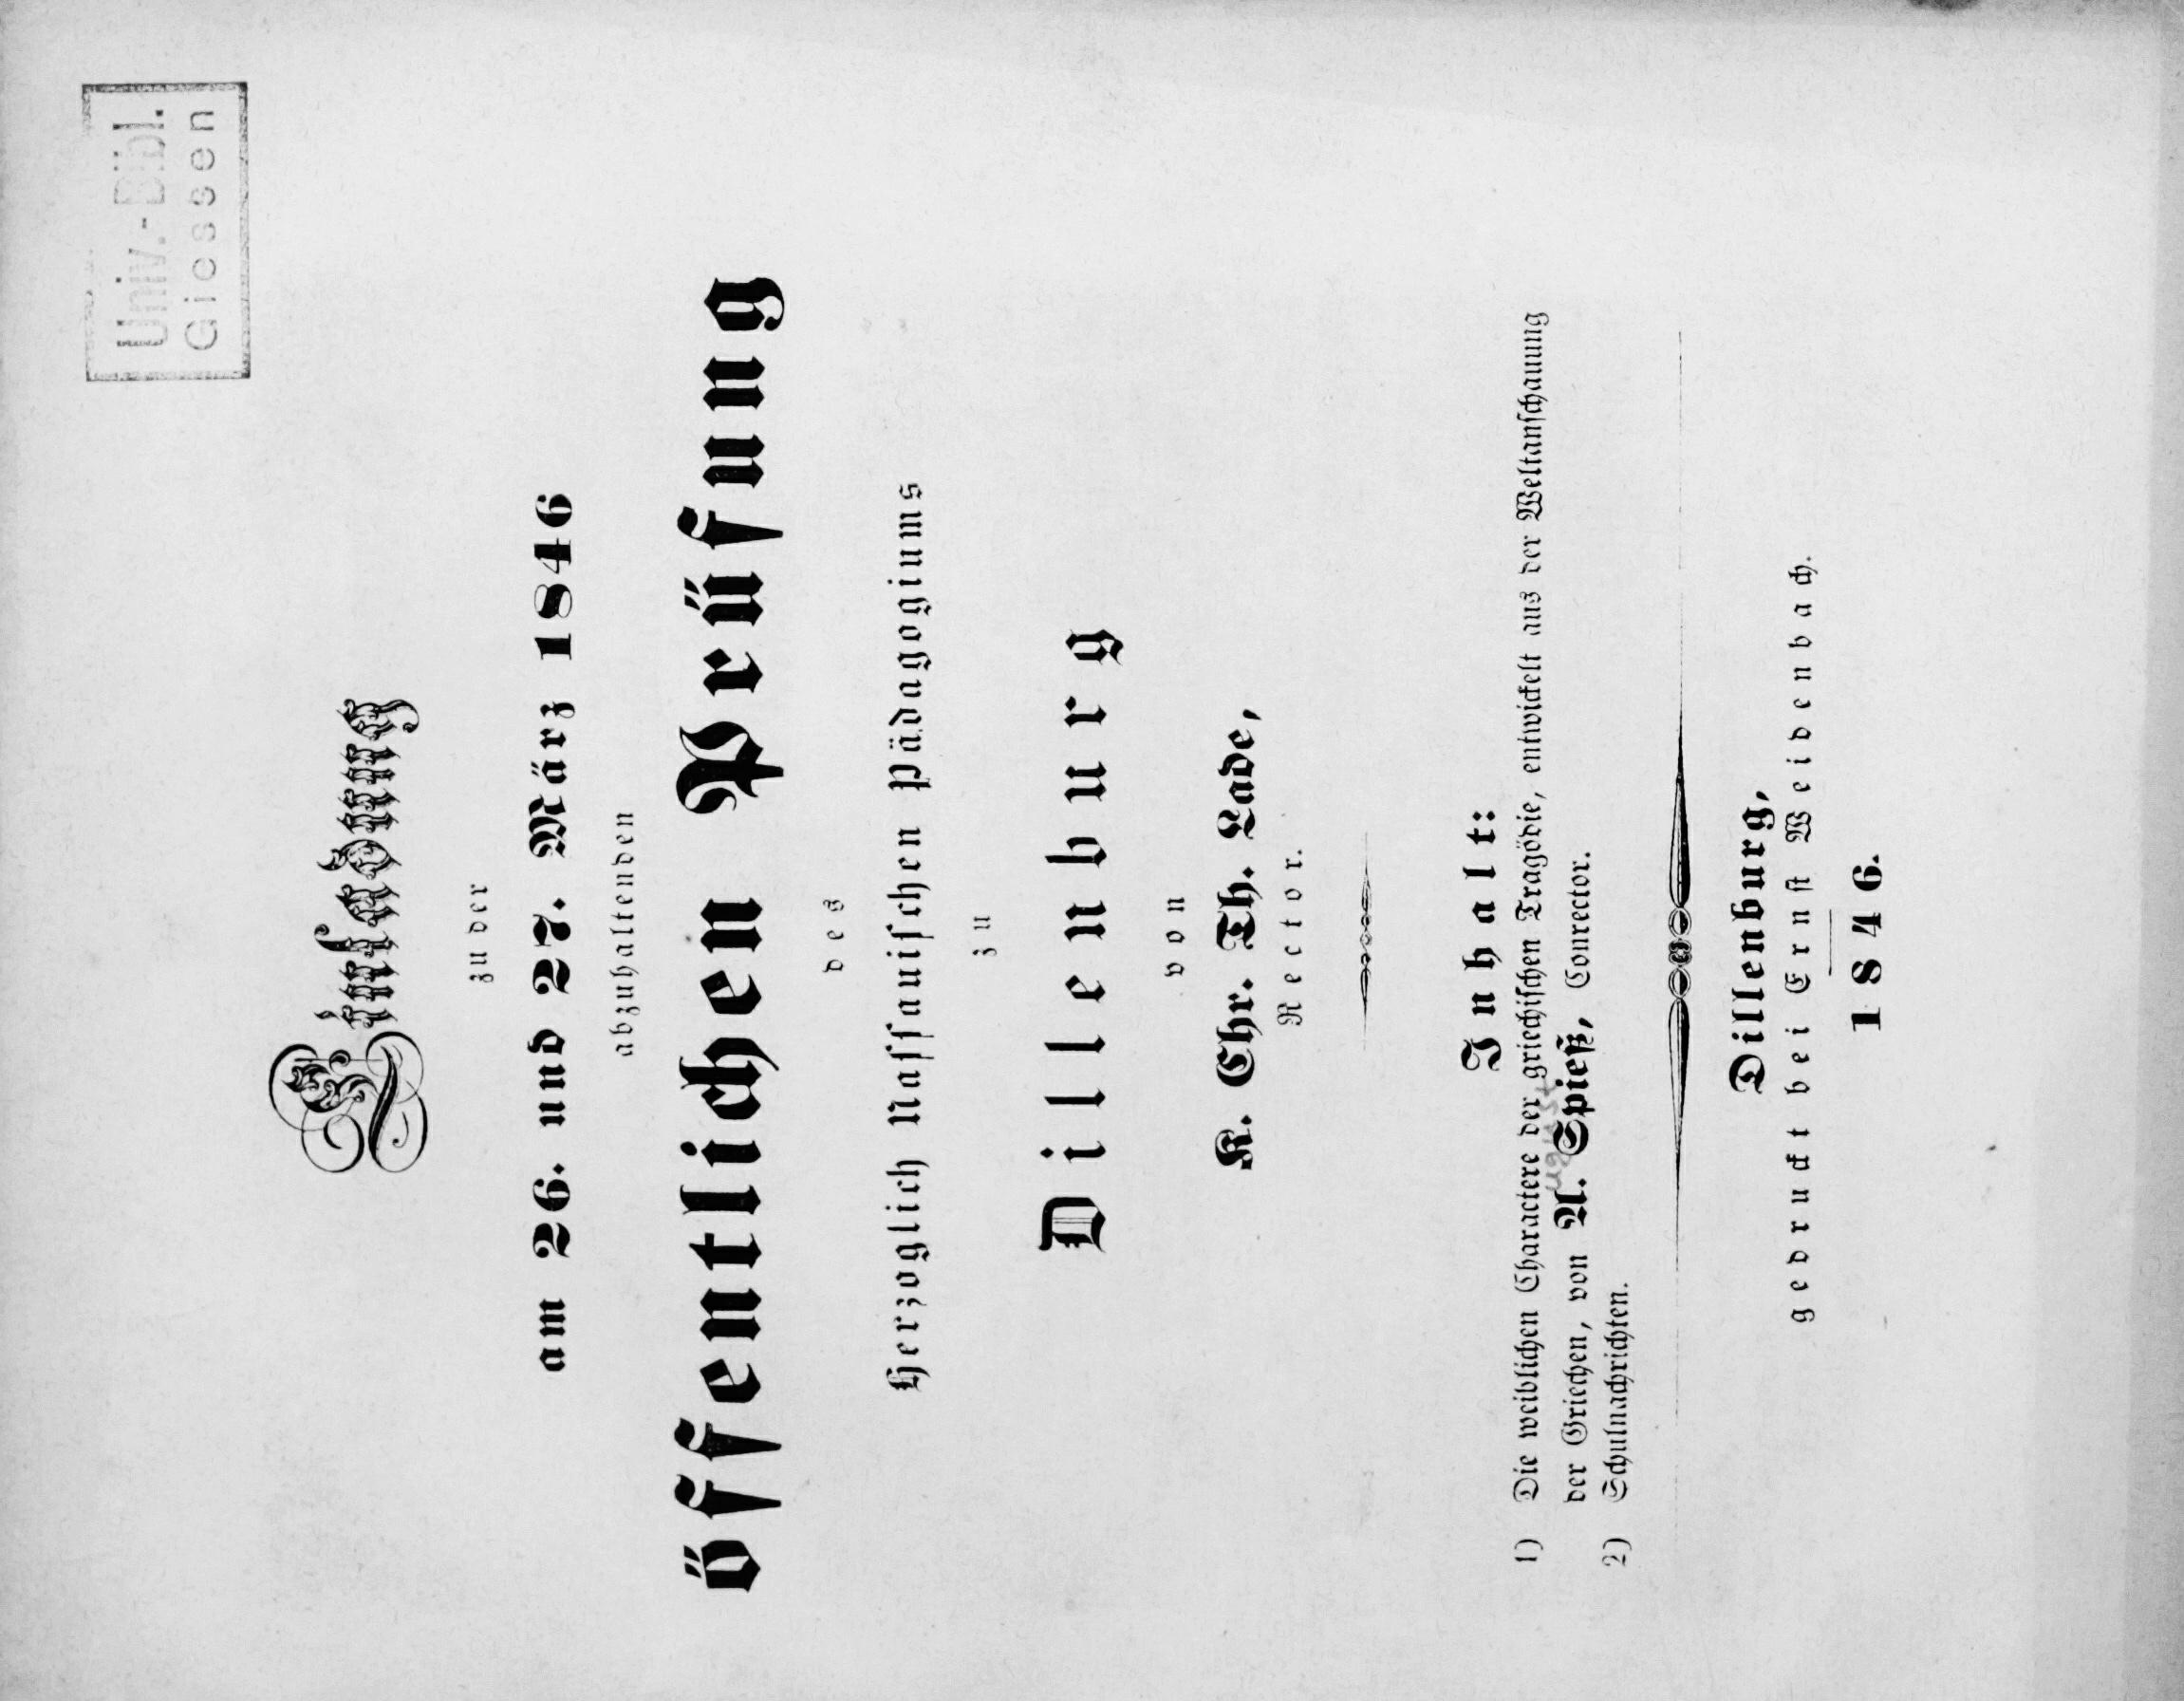 Univ.-Bibl.
Giessen
Einladung
zu der
am 26. und 27. März 1846
abzuhaltenden
öffentlichen Prüfung
des
Herzoglich Nassauischen Pädagogiums
zu
Dillenburg
von
K. Chr. Th. Lade,
Rector.
Inhalt:
1) Die weiblichen Charactere der griechischen Tragödie, entwickelt aus der Weltanschauung
der Griechen, von A. Spieß, Conrector.
2) Schulnachrichten.
Dillenburg,
gedruckt bei Ernst Weidenbach.
1846.